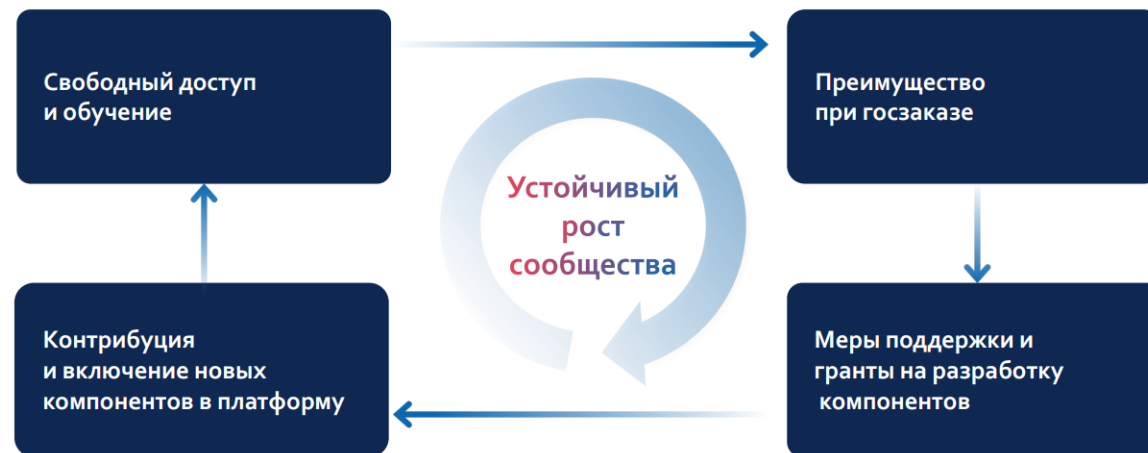 Свободный доступ
и обучение
Преимущество
при госзаказе
Устойчивый
рост
сообщества
Контрибуция
и включение новых
компонентов в платформу
Меры поддержки и
гранты на разработку
компонентов